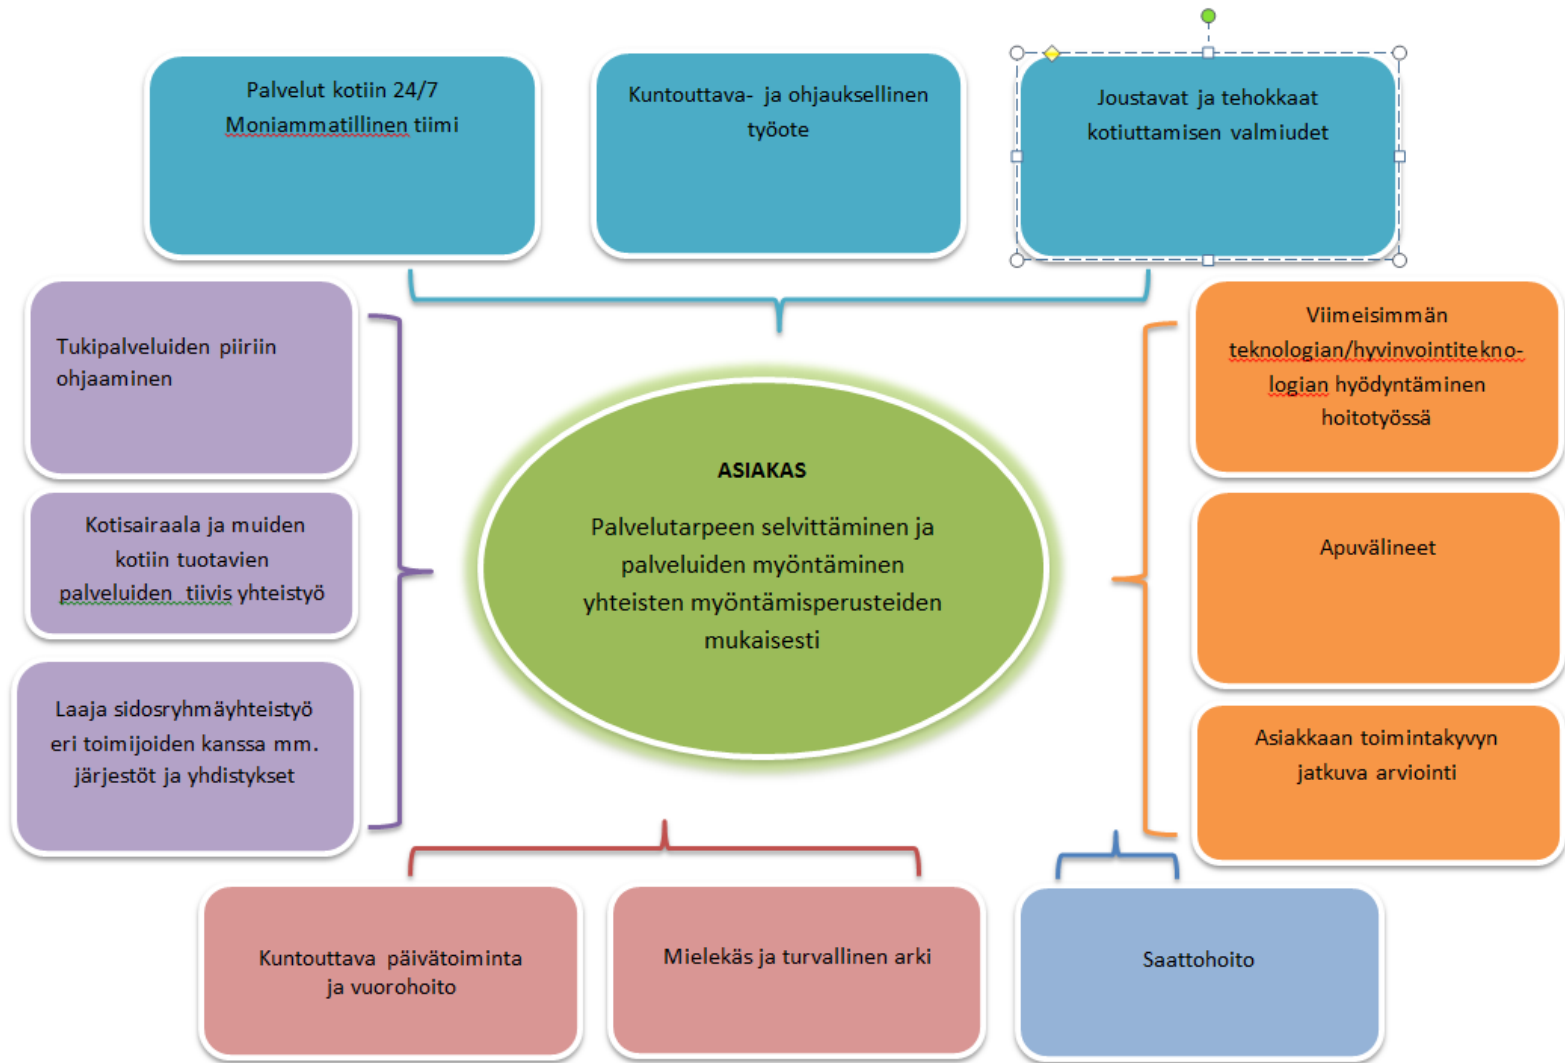 Palvelut kotiin 24/7
Moniammatillinen tiimi
Kuntouttava- ja ohjauksellinen
työote
Joustavat ja tehokkaat
kotiuttamisen valmiudet
Tukipalveluiden piiriin
ohjaaminen
Kotisairaala ja muiden
kotiin tuotavien
palveluiden tiivis yhteistyö
Laaja sidosryhmäyhteistyö
eri toimijoiden kanssa mm.
järjestöt ja yhdistykset
ASIAKAS
Palvelutarpeen selvittäminen ja
palveluiden myöntäminen
yhteisten myöntämisperusteiden
mukaisesti
Viimeisimmän
teknologian/hyvinvointitekno-
logian hyödyntäminen
hoitotyössä
Apuvälineet
Asiakkaan toimintakyvyn
jatkuva arviointi
Kuntouttava päivätoiminta
ja vuorohoito
Mielekäs ja turvallinen arki
Saattohoito